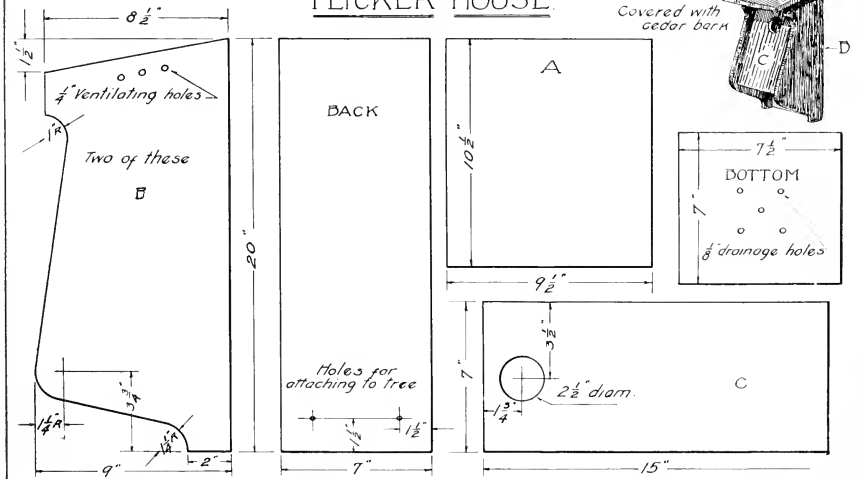 FLICKER HOUSE.
Covered with
cedar bark
C
B
8 1/2"
1 1/2"
1/4" Ventilating holes
1" R
Two of these
B
20"
3 3/4"
1 1/4" R
1 1/4" R
2"
9"
BACK
Holes for
attaching to tree
1 1/2"
1 1/2"
7"
A
10 1/2"
9 1/2"
7 1/2"
BOTTOM
7"
1/8" drainage holes
3 1/2"
7"
2 1/2" diam.
1 3/4"
C
15"